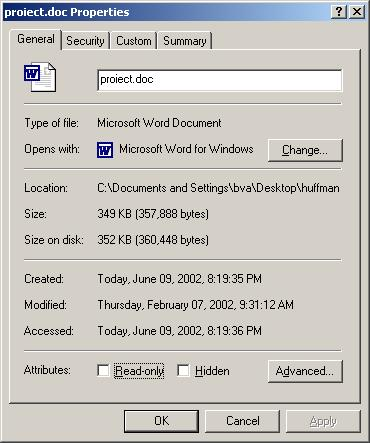 proiect.doc Properties
General Security Custom Summary
proiect.doc
Type of file: Microsoft Word Document
Opens with: Microsoft Word for Windows Change...
Location: C:\Documents and Settings\bva\Desktop\huffman
Size: 349 KB (357,888 bytes)
Size on disk: 352 KB (360,448 bytes)
Created: Today, June 09, 2002, 8:19:35 PM
Modified: Thursday, February 07, 2002, 9:31:12 AM
Accessed: Today, June 09, 2002, 8:19:36 PM
Attributes: Read-only Hidden Advanced...
OK Cancel Apply